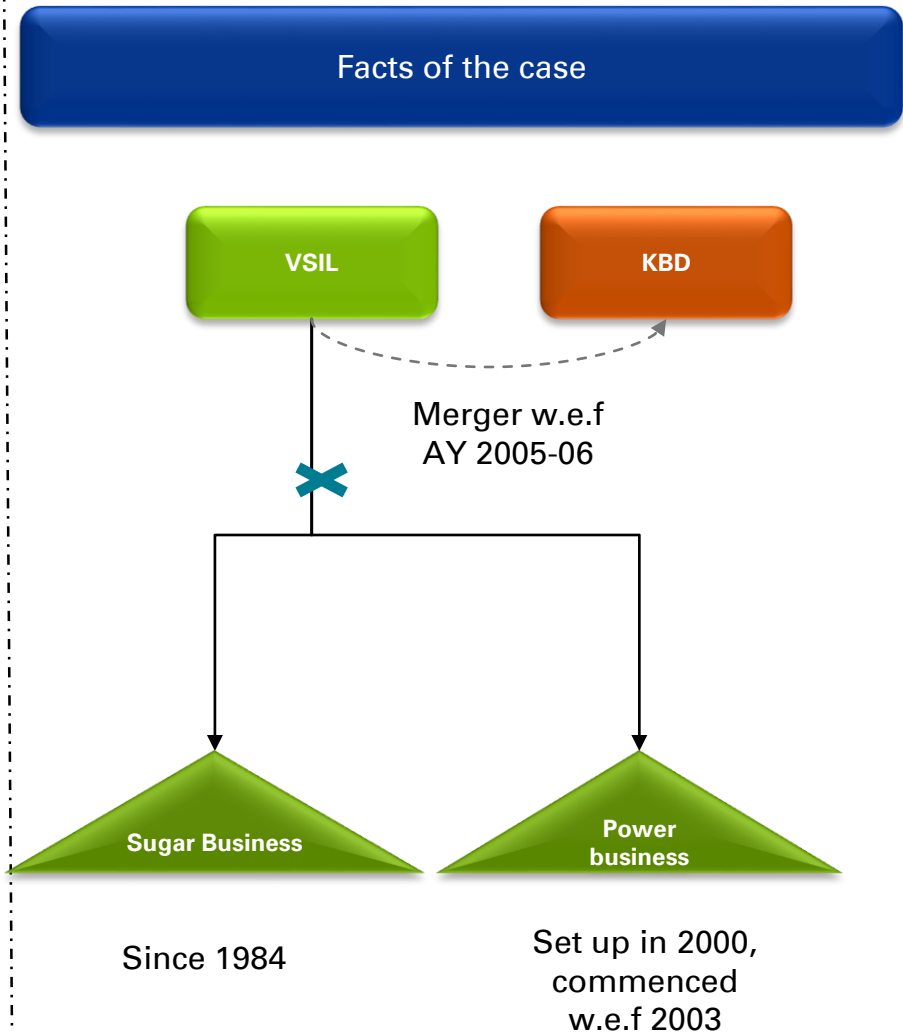 Facts of the case
VSIL
KBD
Merger w.e.f
AY 2005-06
Sugar Business
Power
business
Since 1984
Set up in 2000,
commenced
w.e.f 2003